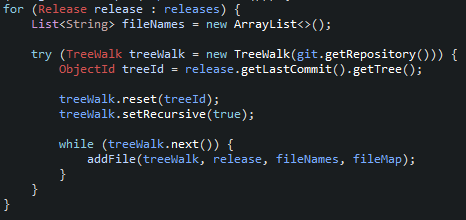 for (Release release : releases) {
    List<String> fileNames = new ArrayList<>();

    try (TreeWalk treeWalk = new TreeWalk(git.getRepository())) {
        ObjectId treeId = release.getLastCommit().getTree();

        treeWalk.reset(treeId);
        treeWalk.setRecursive(true);

        while (treeWalk.next()) {
            addFile(treeWalk, release, fileNames, fileMap);
        }
    }
}